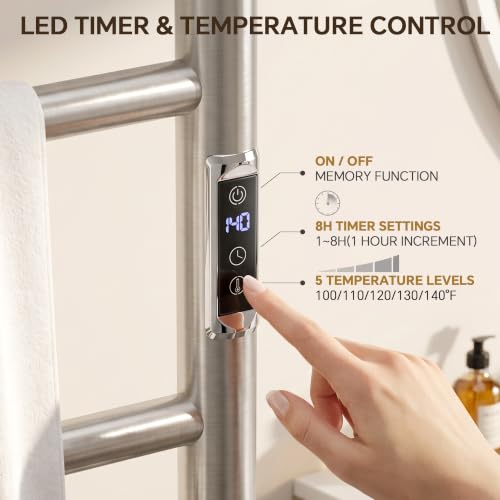 LED TIMER & TEMPERATURE CONTROL
ON / OFF
MEMORY FUNCTION
140
8H TIMER SETTINGS
1~8H(1 HOUR INCREMENT)
5 TEMPERATURE LEVELS
100/110/120/130/140°F